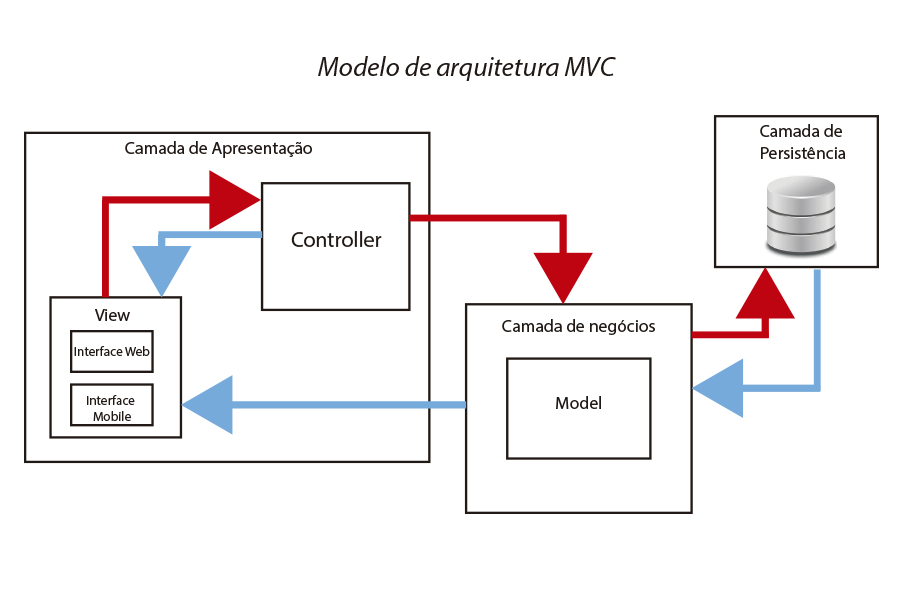 Modelo de arquitetura MVC
Camada de Apresentação
Controller
View
Interface Web
Interface
Mobile
Camada de negócios
Model
Camada de
Persistência